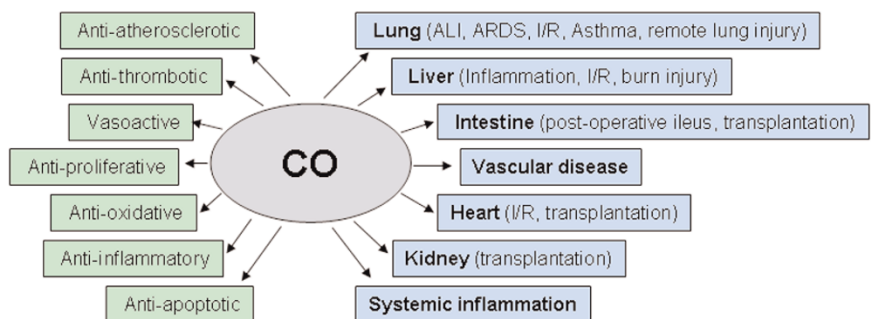 Anti-atherosclerotic
Lung (ALI, ARDS, I/R, Asthma, remote lung injury)
Anti-thrombotic
Liver (Inflammation, I/R, burn injury)
Vasoactive
Intestine (post-operative ileus, transplantation)
Anti-proliferative
CO
Vascular disease
Anti-oxidative
Heart (I/R, transplantation)
Anti-inflammatory
Kidney (transplantation)
Anti-apoptotic
Systemic inflammation